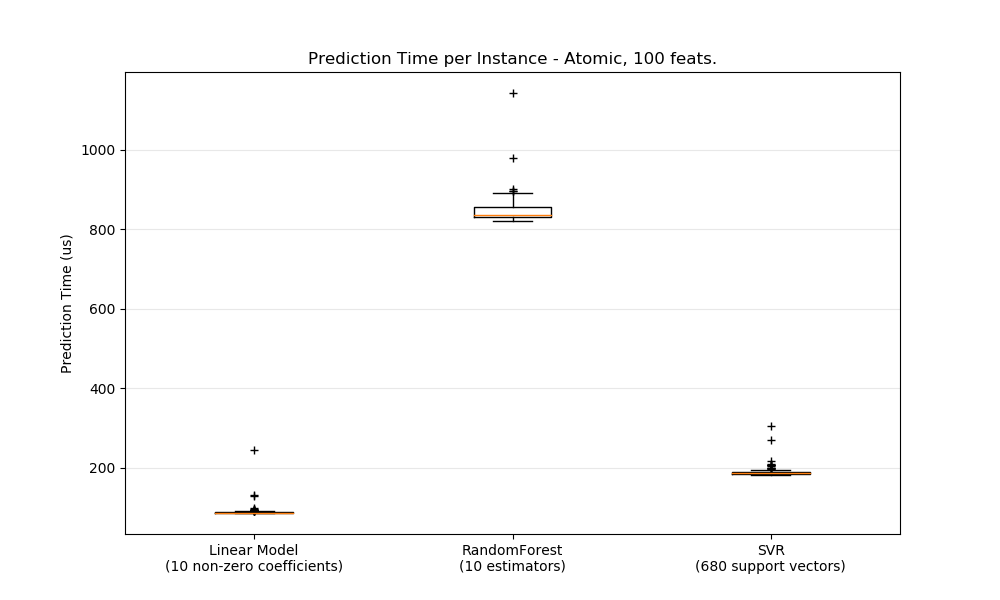 Prediction Time per Instance - Atomic, 100 feats.
Prediction Time (us)
1000
800
600
400
200
Linear Model
(10 non-zero coefficients)
RandomForest
(10 estimators)
SVR
(680 support vectors)